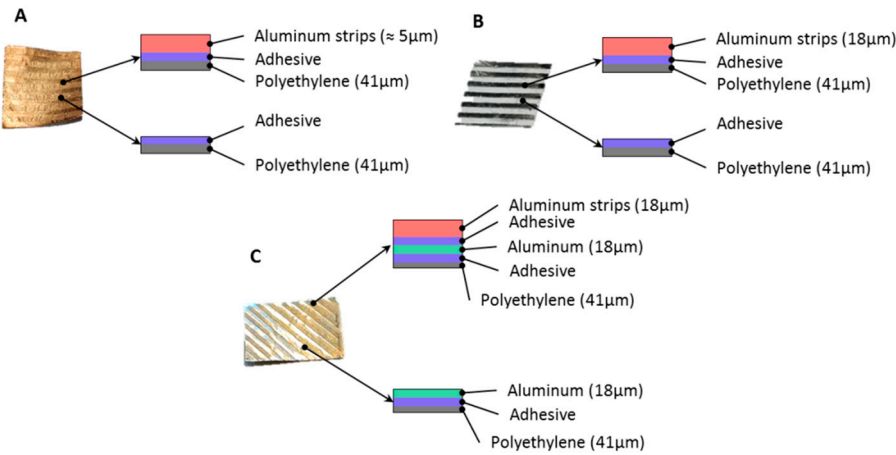 A
Aluminum strips (≈ 5µm)
Adhesive
Polyethylene (41µm)
Adhesive
Polyethylene (41µm)
B
Aluminum strips (18µm)
Adhesive
Polyethylene (41µm)
Adhesive
Polyethylene (41µm)
C
Aluminum strips (18µm)
Adhesive
Aluminum (18µm)
Adhesive
Polyethylene (41µm)
Aluminum (18µm)
Adhesive
Polyethylene (41µm)